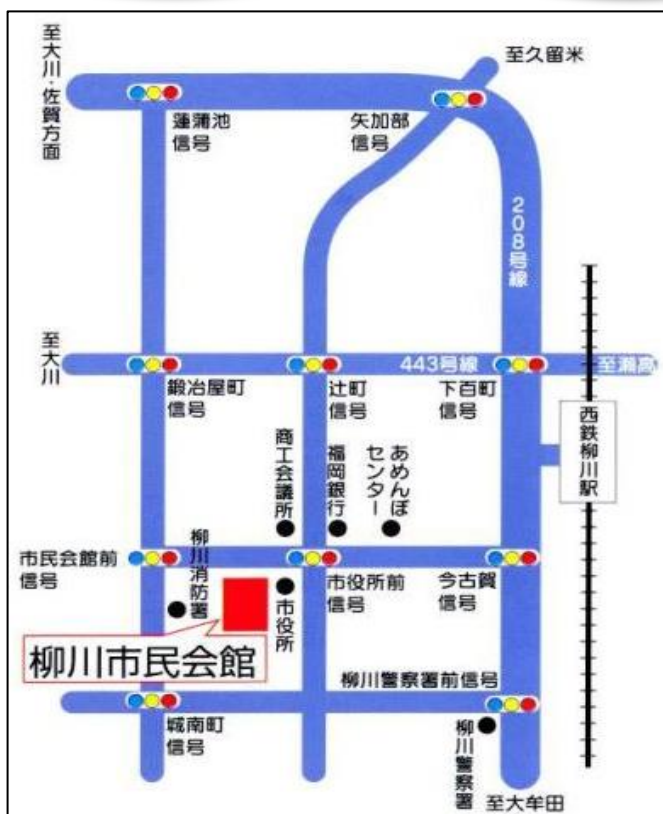 至大川・佐賀方面
至久留米
蓮蒲池
信号
矢加部
信号
208号線
至大川
443号線
至瀬高
鍛冶屋町
信号
辻町
信号
下百町
信号
西鉄柳川駅
商工会議所
福岡銀行
あめんぼ
センター
市民会館前
信号
柳川消防署
市役所
市役所前
信号
今古賀
信号
柳川市民会館
柳川警察署前信号
城南町
信号
柳川警察署
至大牟田